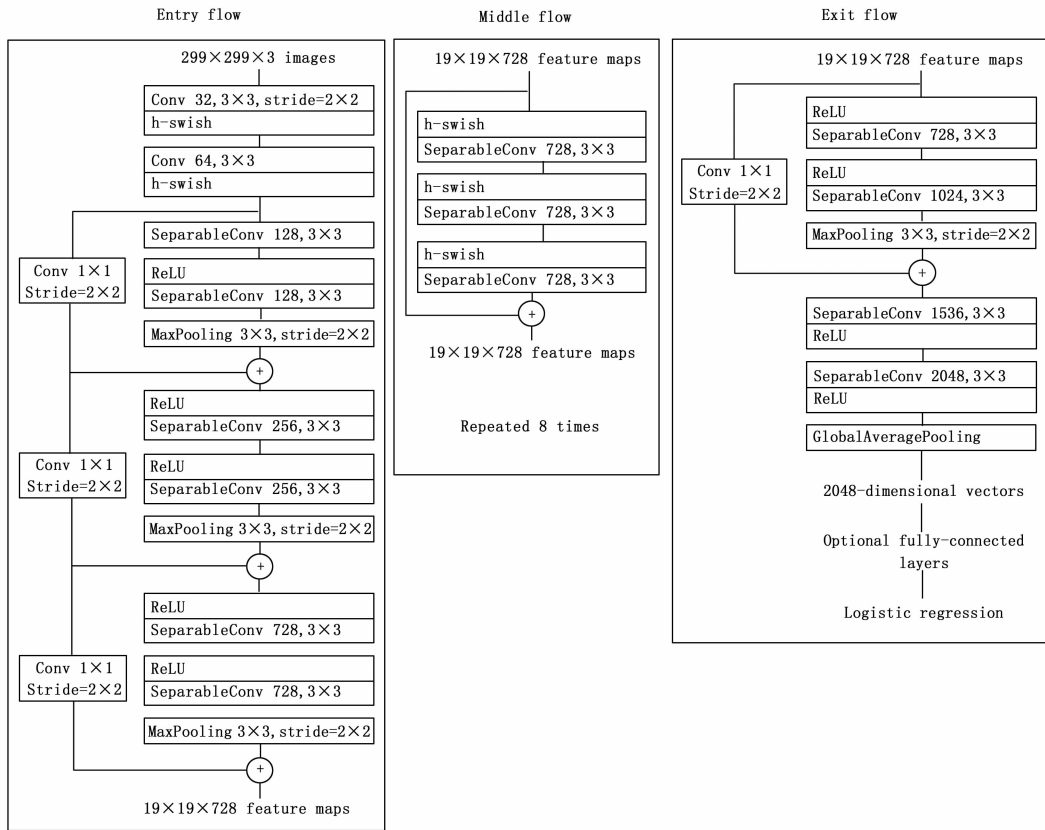 Entry flow
299×299×3 images
Conv 32,3×3,stride=2×2
h-swish
Conv 64,3×3
h-swish
SeparableConv 128,3×3
Conv 1×1
Stride=2×2
ReLU
SeparableConv 128,3×3
MaxPooling 3×3,stride=2×2
+
ReLU
SeparableConv 256,3×3
Conv 1×1
Stride=2×2
ReLU
SeparableConv 256,3×3
MaxPooling 3×3,stride=2×2
+
ReLU
SeparableConv 728,3×3
Conv 1×1
Stride=2×2
ReLU
SeparableConv 728,3×3
MaxPooling 3×3,stride=2×2
+
19×19×728 feature maps
Middle flow
19×19×728 feature maps
h-swish
SeparableConv 728,3×3
h-swish
SeparableConv 728,3×3
h-swish
SeparableConv 728,3×3
+
19×19×728 feature maps
Repeated 8 times
Exit flow
19×19×728 feature maps
ReLU
SeparableConv 728,3×3
Conv 1×1
Stride=2×2
ReLU
SeparableConv 1024,3×3
MaxPooling 3×3,stride=2×2
+
SeparableConv 1536,3×3
ReLU
SeparableConv 2048,3×3
ReLU
GlobalAveragePooling
2048-dimensional vectors
Optional fully-connected
layers
Logistic regression